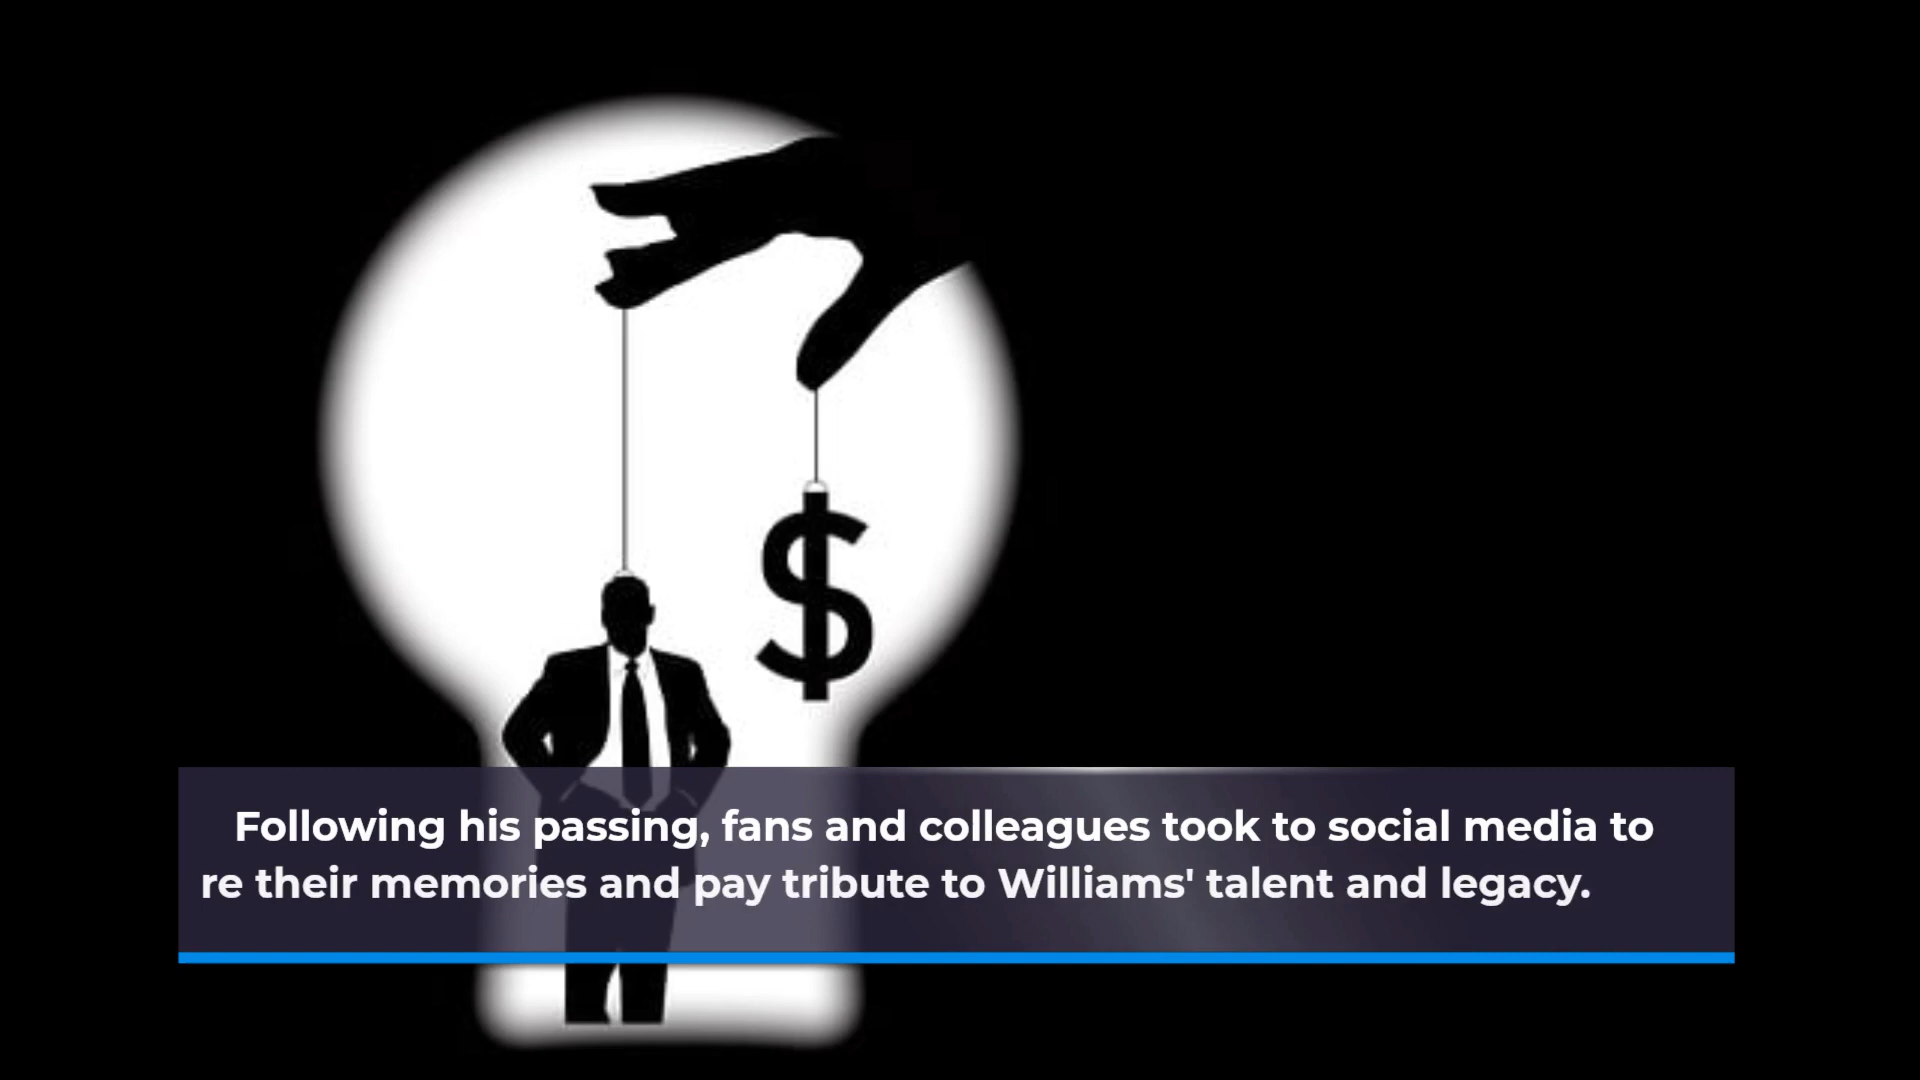 $
Following his passing, fans and colleagues took to social media to
re their memories and pay tribute to Williams' talent and legacy.